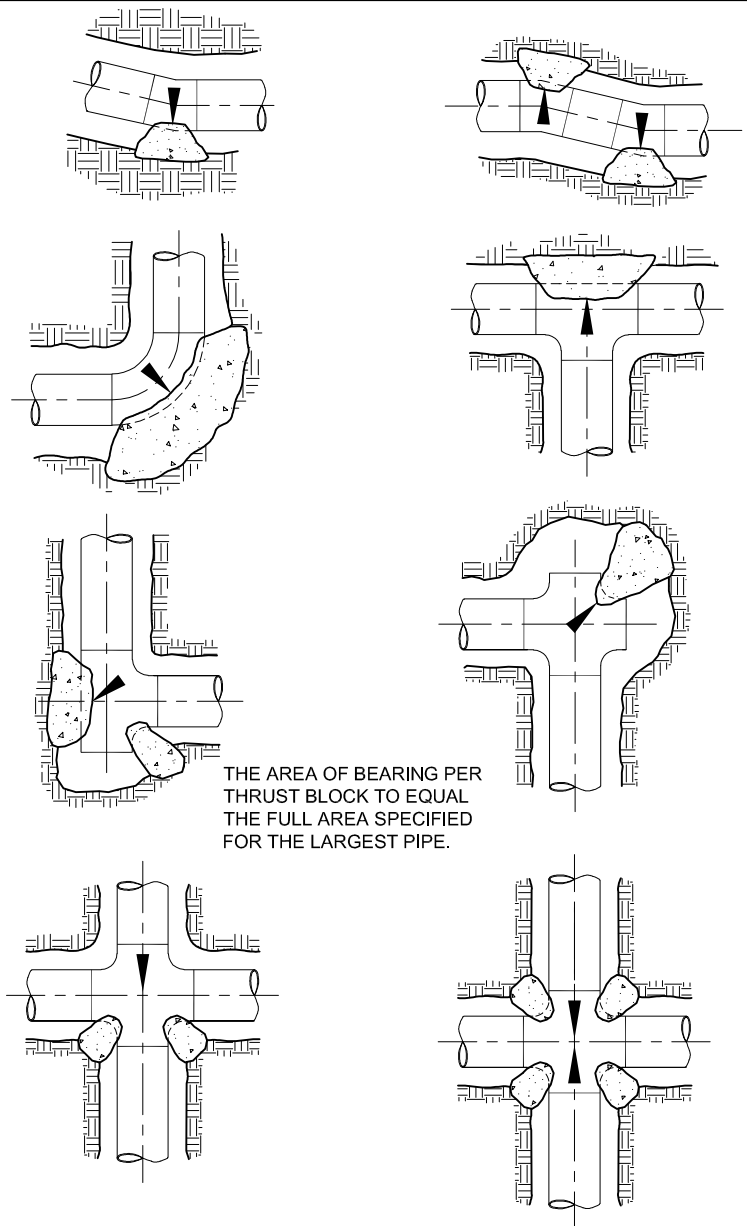 THE AREA OF BEARING PER
THRUST BLOCK TO EQUAL
THE FULL AREA SPECIFIED
FOR THE LARGEST PIPE.